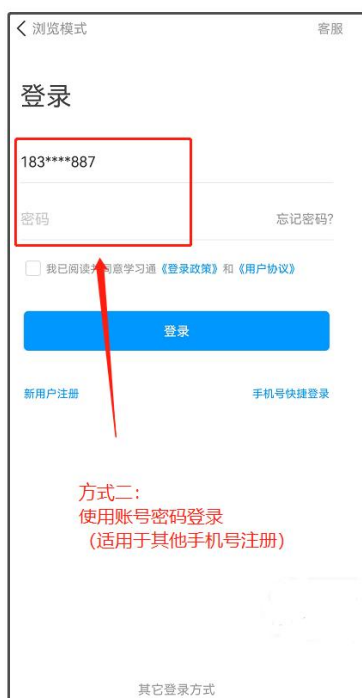 浏览模式 客服
登录
183****887
密码 忘记密码?
我已阅读并同意学习通《登录政策》和《用户协议》
登录
新用户注册 手机号快捷登录
方式二：
使用账号密码登录
（适用于其他手机号注册）
其它登录方式